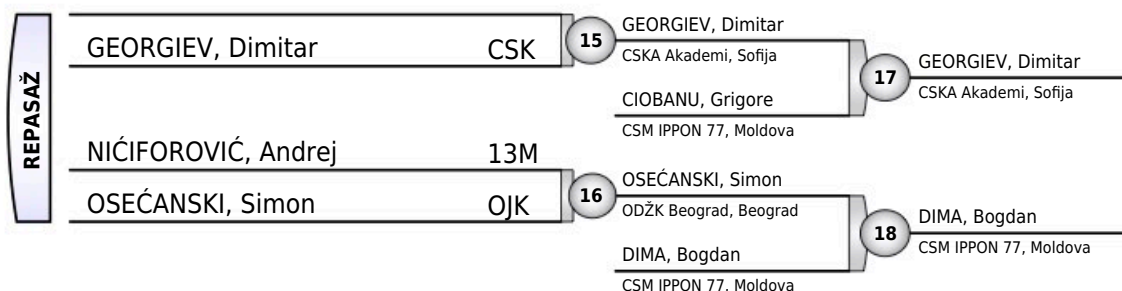 REPASAŽ
GEORGIEV, Dimitar CSK
NIĆIFOROVIĆ, Andrej 13M
OSEĆANSKI, Simon OJK
15
GEORGIEV, Dimitar
CSKA Akademi, Sofija
CIOBANU, Grigore
CSM IPPON 77, Moldova
16
OSEĆANSKI, Simon
ODŽK Beograd, Beograd
DIMA, Bogdan
CSM IPPON 77, Moldova
17
GEORGIEV, Dimitar
CSKA Akademi, Sofija
18
DIMA, Bogdan
CSM IPPON 77, Moldova